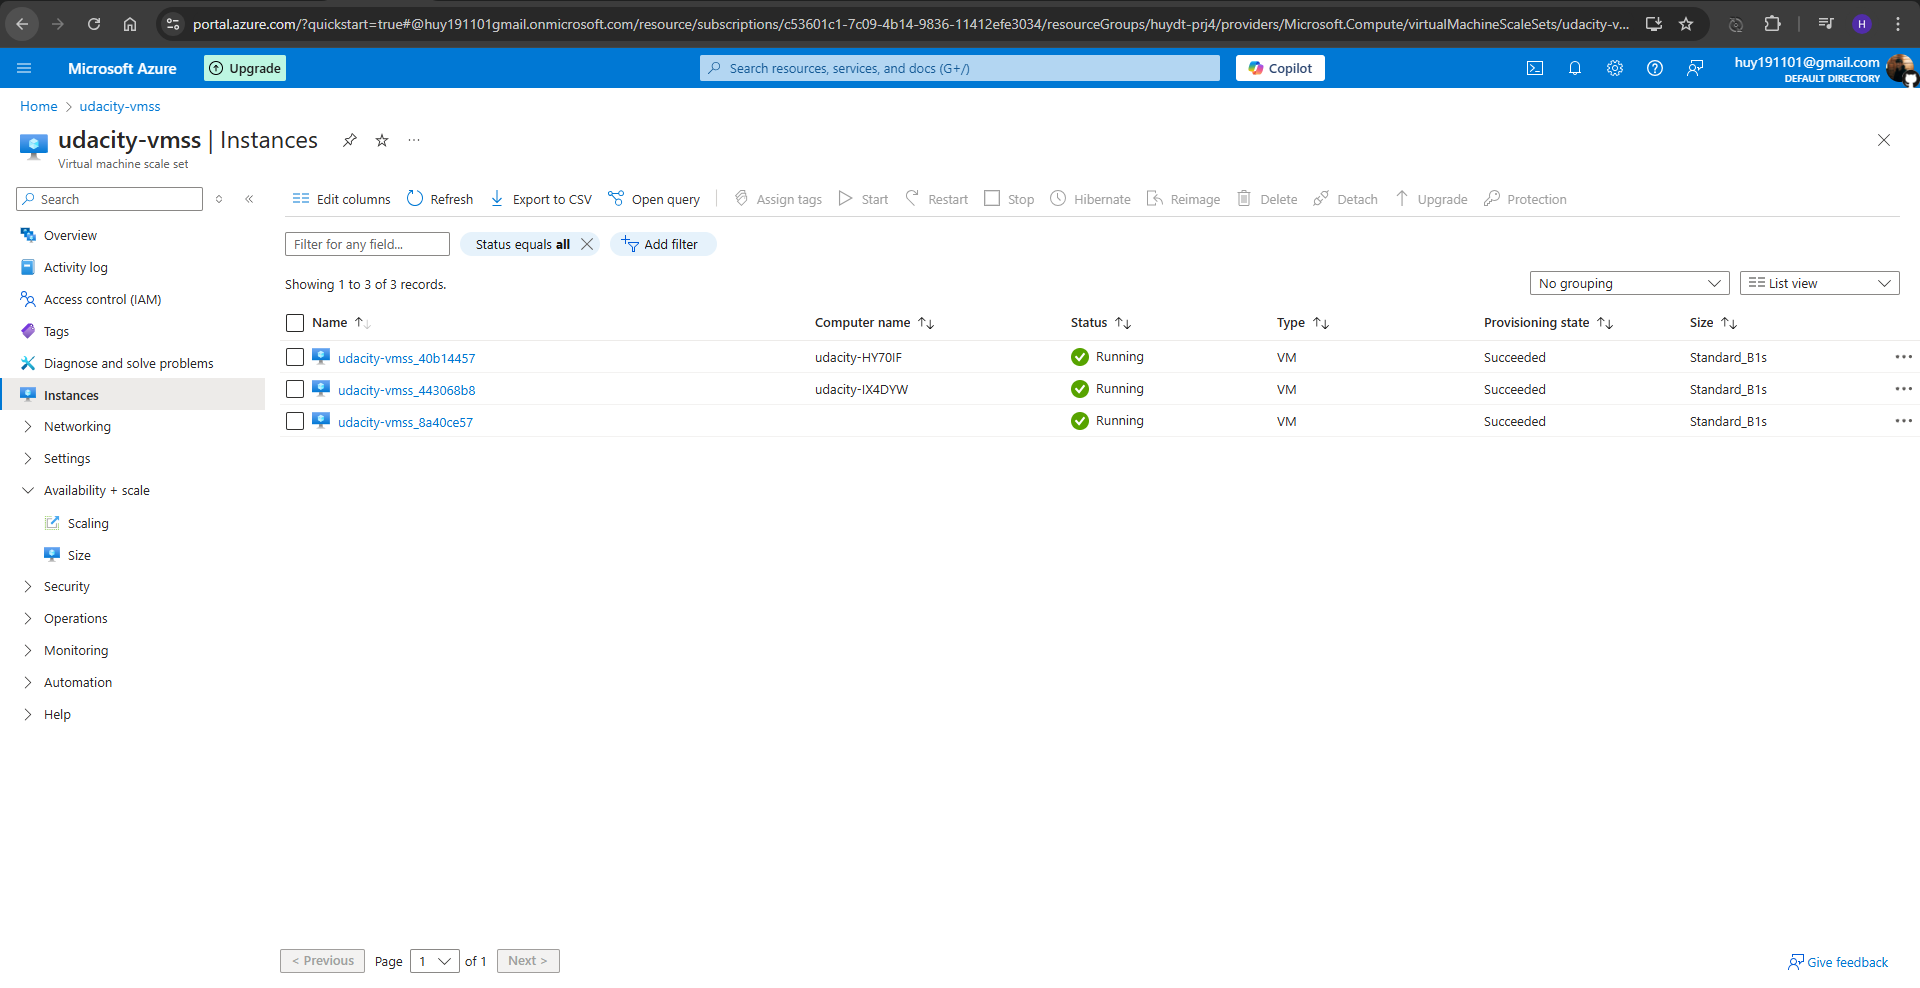 portal.azure.com/?quickstart=true#@huy191101gmail.onmicrosoft.com/resource/subscriptions/c53601c1-7c09-4b14-9836-11412efe3034/resourceGroups/huydt-prj4/providers/Microsoft.Compute/virtualMachineScaleSets/udacity-v...
H
Microsoft Azure
Upgrade
Search resources, services, and docs (G+/)
Copilot
huy191101@gmail.com
DEFAULT DIRECTORY
Home > udacity-vmss
udacity-vmss | Instances
Virtual machine scale set
Search
Edit columns Refresh Export to CSV Open query Assign tags Start Restart Stop Hibernate Reimage Delete Detach Upgrade Protection
Overview
Activity log
Access control (IAM)
Tags
Diagnose and solve problems
Instances
Networking
Settings
Availability + scale
Scaling
Size
Security
Operations
Monitoring
Automation
Help
Filter for any field...
Status equals all
Add filter
Showing 1 to 3 of 3 records.
No grouping
List view
Name Computer name Status Type Provisioning state Size
udacity-vmss_40b14457 udacity-HY70IF Running VM Succeeded Standard_B1s
udacity-vmss_443068b8 udacity-IX4DYW Running VM Succeeded Standard_B1s
udacity-vmss_8a40ce57 Running VM Succeeded Standard_B1s
< Previous Page 1 of 1 Next >
Give feedback